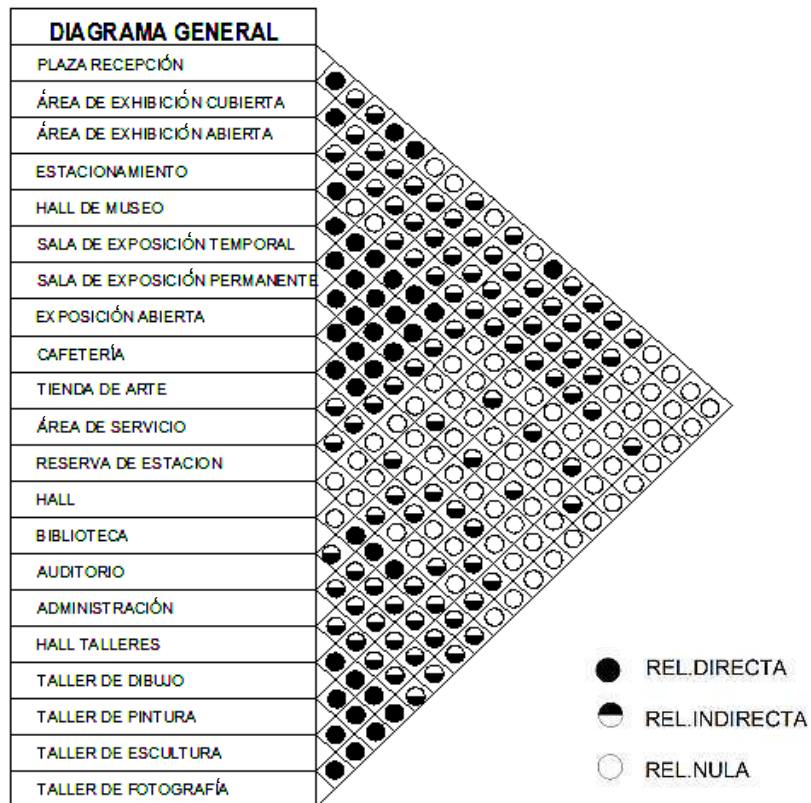 DIAGRAMA GENERAL
PLAZA RECEPCIÓN
ÁREA DE EXHIBICIÓN CUBIERTA
ÁREA DE EXHIBICIÓN ABIERTA
ESTACIONAMIENTO
HALL DE MUSEO
SALA DE EXPOSICIÓN TEMPORAL
SALA DE EXPOSICIÓN PERMANENTE
EXPOSICIÓN ABIERTA
CAFETERÍA
TIENDA DE ARTE
ÁREA DE SERVICIO
RESERVA DE ESTACION
HALL
BIBLIOTECA
AUDITORIO
ADMINISTRACIÓN
HALL TALLERES
TALLER DE DIBUJO
TALLER DE PINTURA
TALLER DE ESCULTURA
TALLER DE FOTOGRAFÍA
REL.DIRECTA
REL.INDIRECTA
REL.NULA